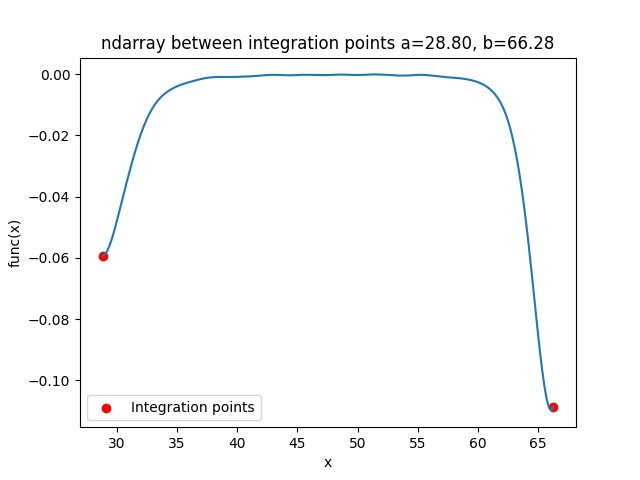 ndarray between integration points a=28.80, b=66.28
0.00
−0.02
−0.04
−0.06
−0.08
−0.10
func(x)
Integration points
30 35 40 45 50 55 60 65
x